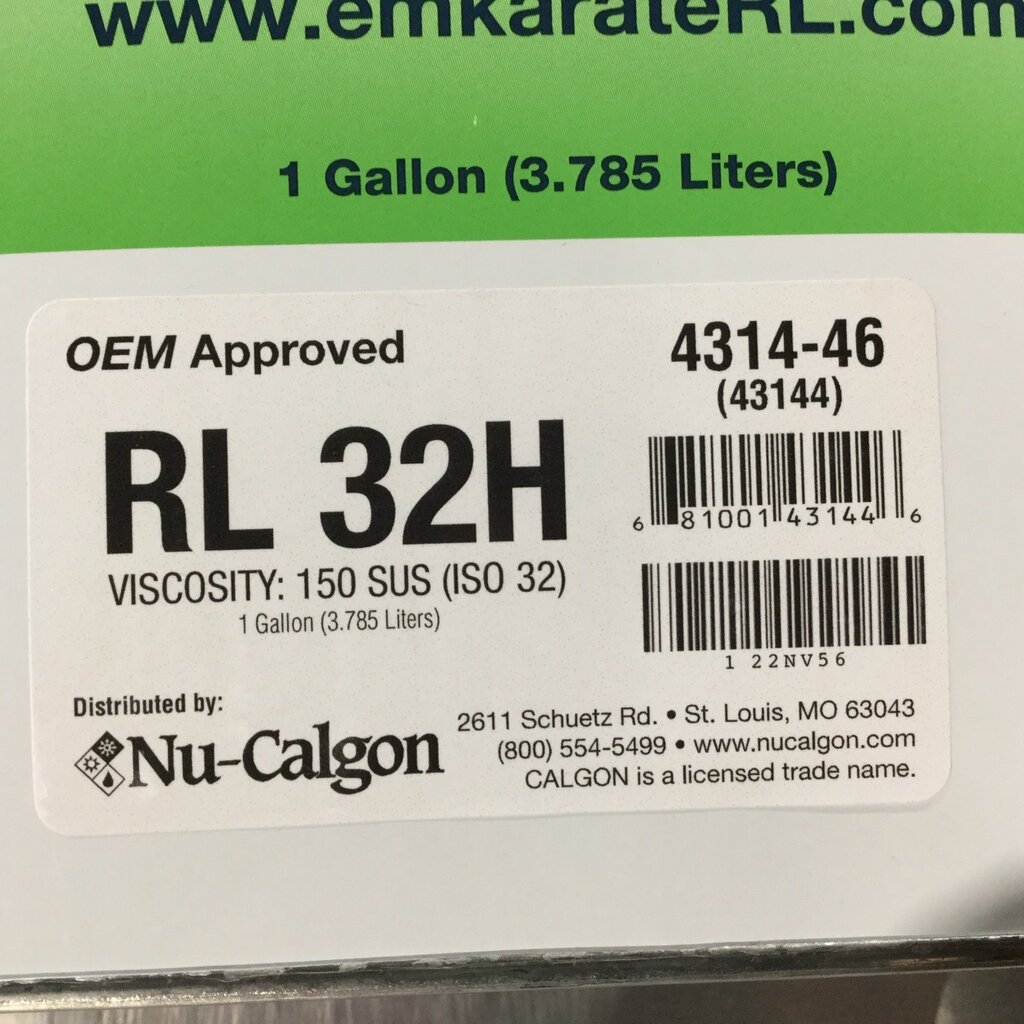 www.emkarateRL.com
1 Gallon (3.785 Liters)
OEM Approved
4314-46
(43144)
RL 32H
6 81001 43144 6
VISCOSITY: 150 SUS (ISO 32)
1 Gallon (3.785 Liters)
1 22NV56
Distributed by:
Nu-Calgon
2611 Schuetz Rd. • St. Louis, MO 63043
(800) 554-5499 • www.nucalgon.com
CALGON is a licensed trade name.